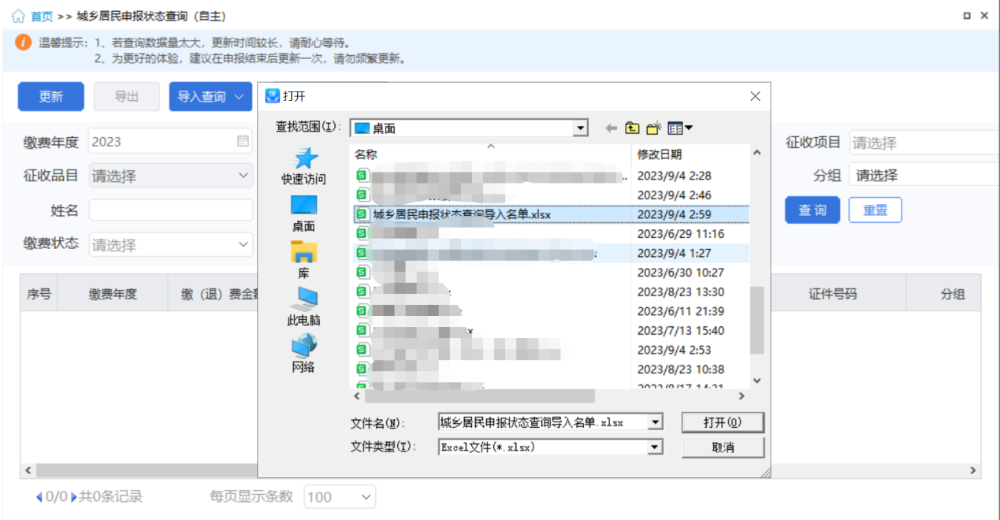 首页 >> 城乡居民申报状态查询（自主）
温馨提示：1、若查询数据量太大，更新时间较长，请耐心等待。
2、为更好的体验，建议在申报结束后更新一次，请勿频繁更新。
更新 导出 导入查询
打开
查找范围(I): 桌面
缴费年度 2023
征收项目 请选择
征收品目 请选择
分组 请选择
姓名
查询 重置
缴费状态 请选择
快速访问
桌面
库
此电脑
网络
名称 修改日期
2023/9/4 2:28
2023/9/4 2:46
城乡居民申报状态查询导入名单.xlsx 2023/9/4 2:59
2023/6/29 11:16
2023/9/4 1:27
2023/6/30 10:27
2023/8/23 13:30
2023/6/11 21:39
2023/7/13 15:40
2023/9/4 2:53
2023/8/23 10:38
序号 缴费年度 缴（退）费金 证件号码 分组
文件名(N): 城乡居民申报状态查询导入名单.xlsx 打开(O)
文件类型(T): Excel文件(*.xlsx) 取消
0/0 共0条记录 每页显示条数 100